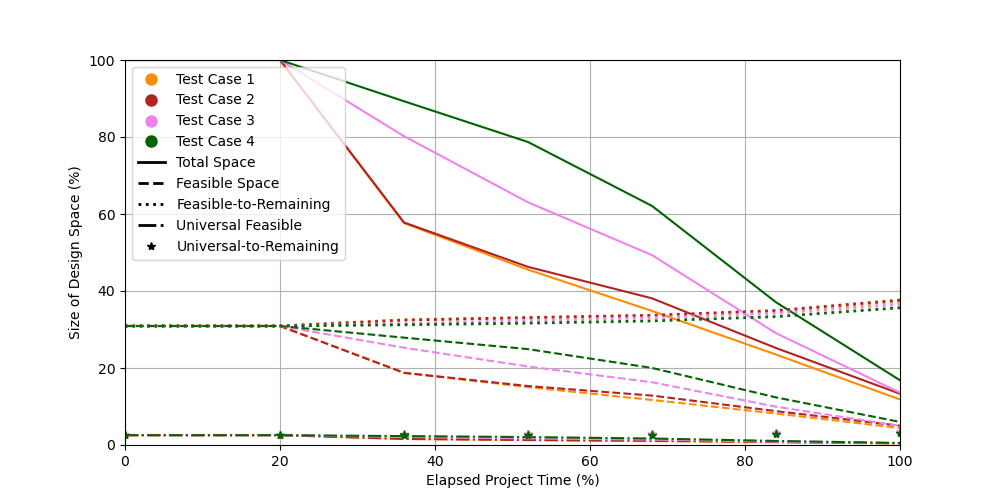 100
80
60
40
20
0
Size of Design Space (%)
Test Case 1
Test Case 2
Test Case 3
Test Case 4
Total Space
Feasible Space
Feasible-to-Remaining
Universal Feasible
Universal-to-Remaining
0 20 40 60 80 100
Elapsed Project Time (%)